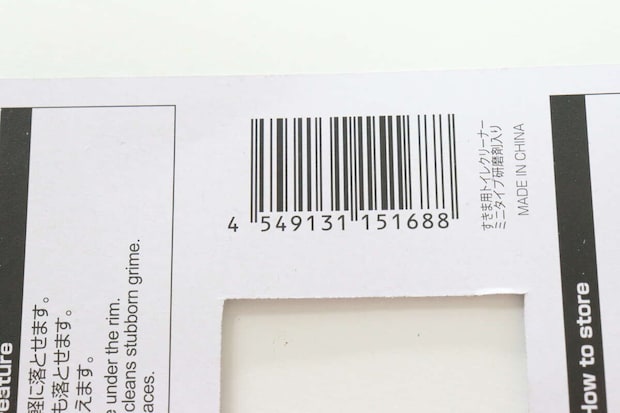 4 549131 151688
すきま用トイレクリーナー
ミニタイプ研磨剤入り
MADE IN CHINA
eature
軽に落とせます。
も落とせます。
えます。
e under the rim.
cleans stubborn grime.
aces.
How to store